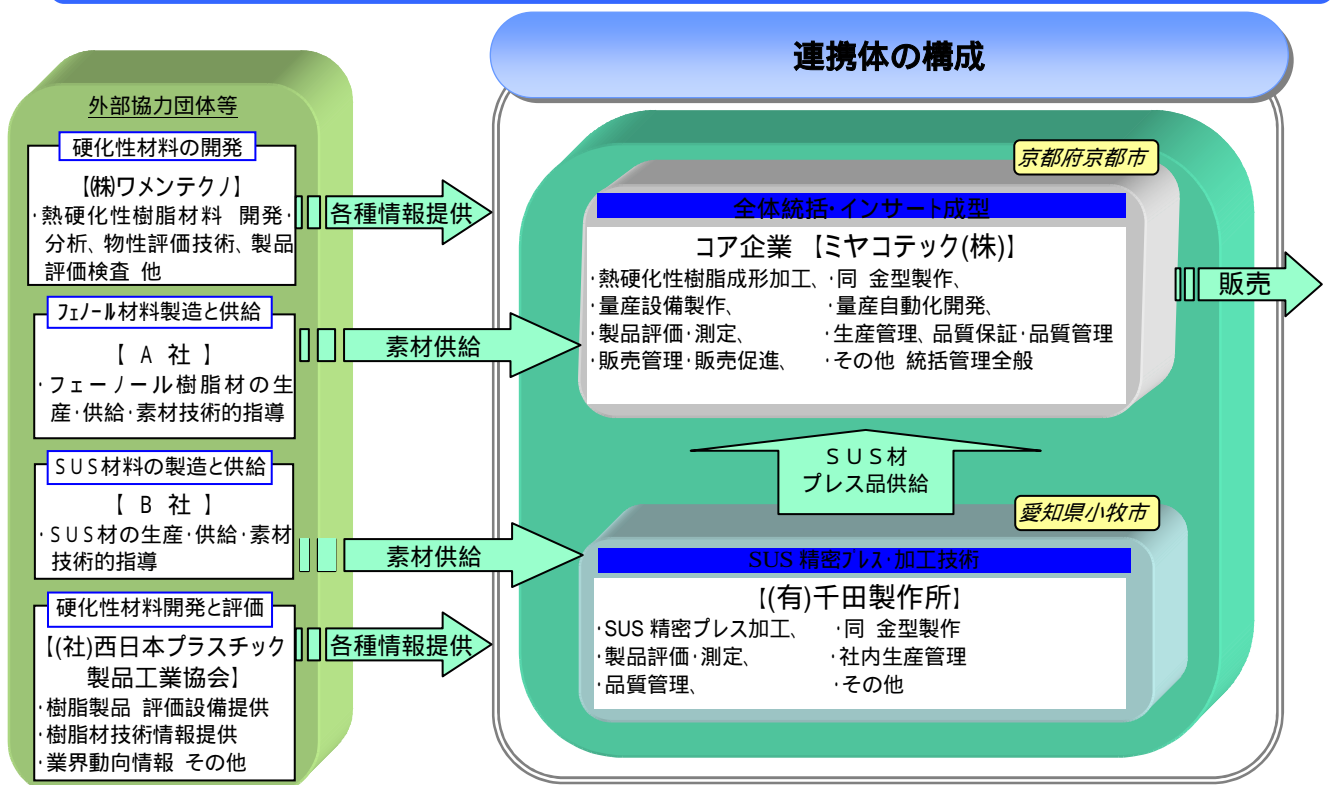 連携体の構成
外部協力団体等
硬化性材料の開発
【㈱ワメンテクノ】
·熱硬化性樹脂材料 開発·
分析、物性評価技術、製品
評価検査 他
各種情報提供
フェノール材料製造と供給
【 A 社 】
·フェーノール樹脂材の生
産·供給·素材技術的指導
素材供給
SUS材料の製造と供給
【 B 社 】
·SUS材の生産·供給·素材
技術的指導
素材供給
硬化性材料開発と評価
【(社)西日本プラスチック
製品工業協会】
·樹脂製品 評価設備提供
·樹脂材技術情報提供
·業界動向情報 その他
各種情報提供
京都府京都市
全体統括·インサート成型
コア企業 【ミヤコテック(株)】
·熱硬化性樹脂成形加工、·同 金型製作、
·量産設備製作、 ·量産自動化開発、
·製品評価·測定、 ·生産管理、品質保証·品質管理
·販売管理·販売促進、 ·その他 統括管理全般
販売
SUS材
プレス品供給
愛知県小牧市
SUS 精密プレス·加工技術
【(有)千田製作所】
·SUS 精密プレス加工、 ·同 金型製作
·製品評価·測定、 ·社内生産管理
·品質管理、 ·その他